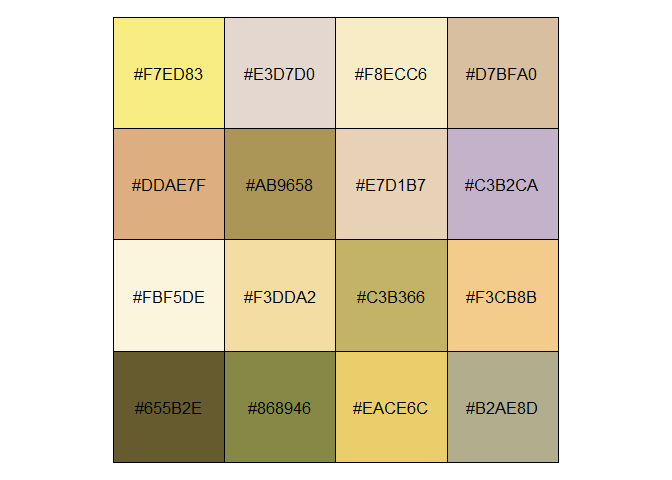 #F7ED83 #E3D7D0 #F8ECC6 #D7BFA0
#DDAE7F #AB9658 #E7D1B7 #C3B2CA
#FBF5DE #F3DDA2 #C3B366 #F3CB8B
#655B2E #868946 #EACE6C #B2AE8D